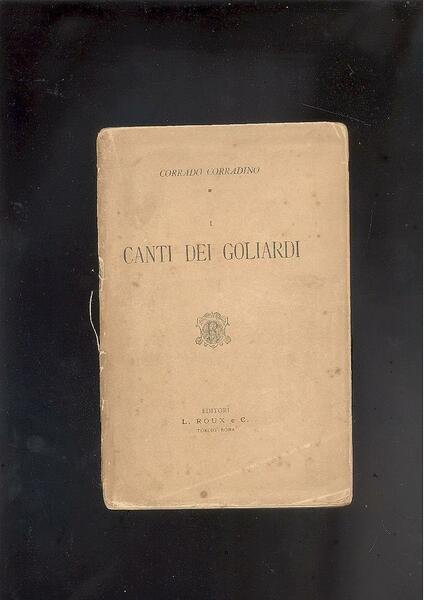 CORRADO CORRADINO
I
CANTI DEI GOLIARDI
EDITORI
L. ROUX e C.
TORINO-ROMA